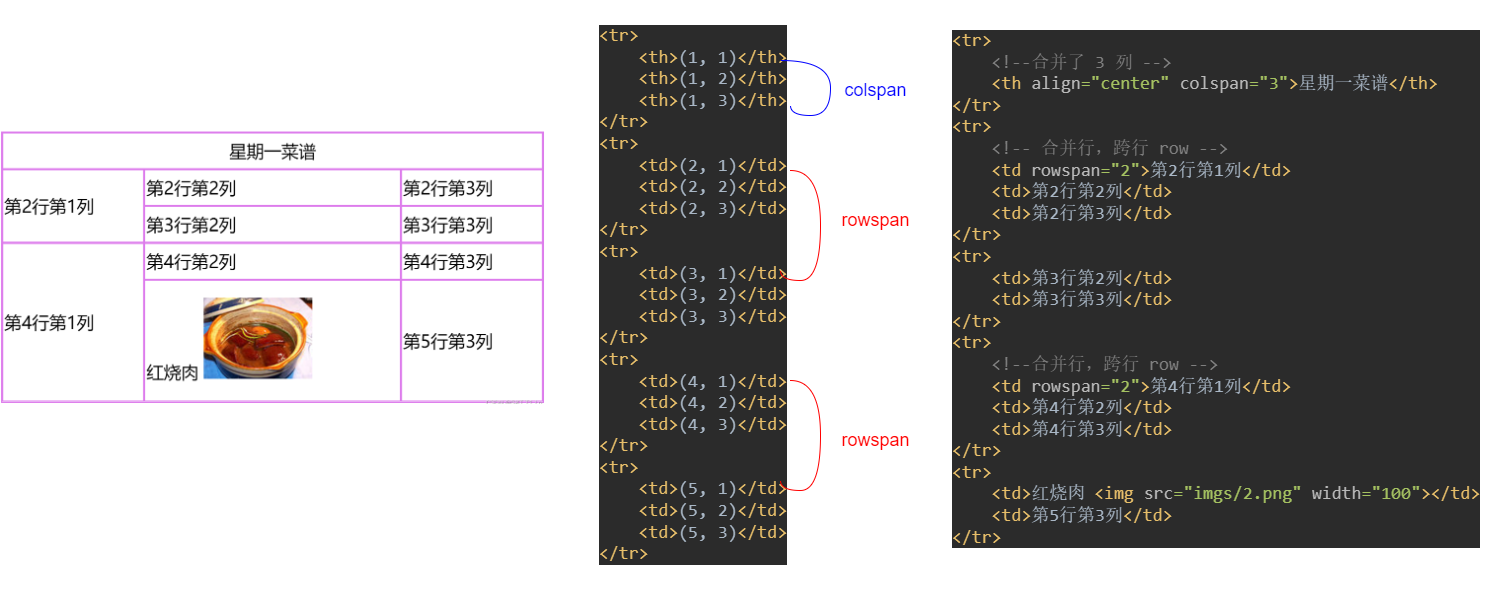 星期一菜谱
第2行第1列
第2行第2列
第2行第3列
第3行第2列
第3行第3列
第4行第1列
第4行第2列
第4行第3列
红烧肉
第5行第3列
<tr>
<th>(1, 1)</th>
<th>(1, 2)</th>
<th>(1, 3)</th>
</tr>
<tr>
<td>(2, 1)</td>
<td>(2, 2)</td>
<td>(2, 3)</td>
</tr>
<tr>
<td>(3, 1)</td>
<td>(3, 2)</td>
<td>(3, 3)</td>
</tr>
<tr>
<td>(4, 1)</td>
<td>(4, 2)</td>
<td>(4, 3)</td>
</tr>
<tr>
<td>(5, 1)</td>
<td>(5, 2)</td>
<td>(5, 3)</td>
</tr>
colspan
rowspan
rowspan
<tr>
<!--合并了 3 列 -->
<th align="center" colspan="3">星期一菜谱</th>
</tr>
<tr>
<!-- 合并行，跨行 row -->
<td rowspan="2">第2行第1列</td>
<td>第2行第2列</td>
<td>第2行第3列</td>
</tr>
<tr>
<td>第3行第2列</td>
<td>第3行第3列</td>
</tr>
<tr>
<!--合并行，跨行 row -->
<td rowspan="2">第4行第1列</td>
<td>第4行第2列</td>
<td>第4行第3列</td>
</tr>
<tr>
<td>红烧肉 <img src="imgs/2.png" width="100"></td>
<td>第5行第3列</td>
</tr>